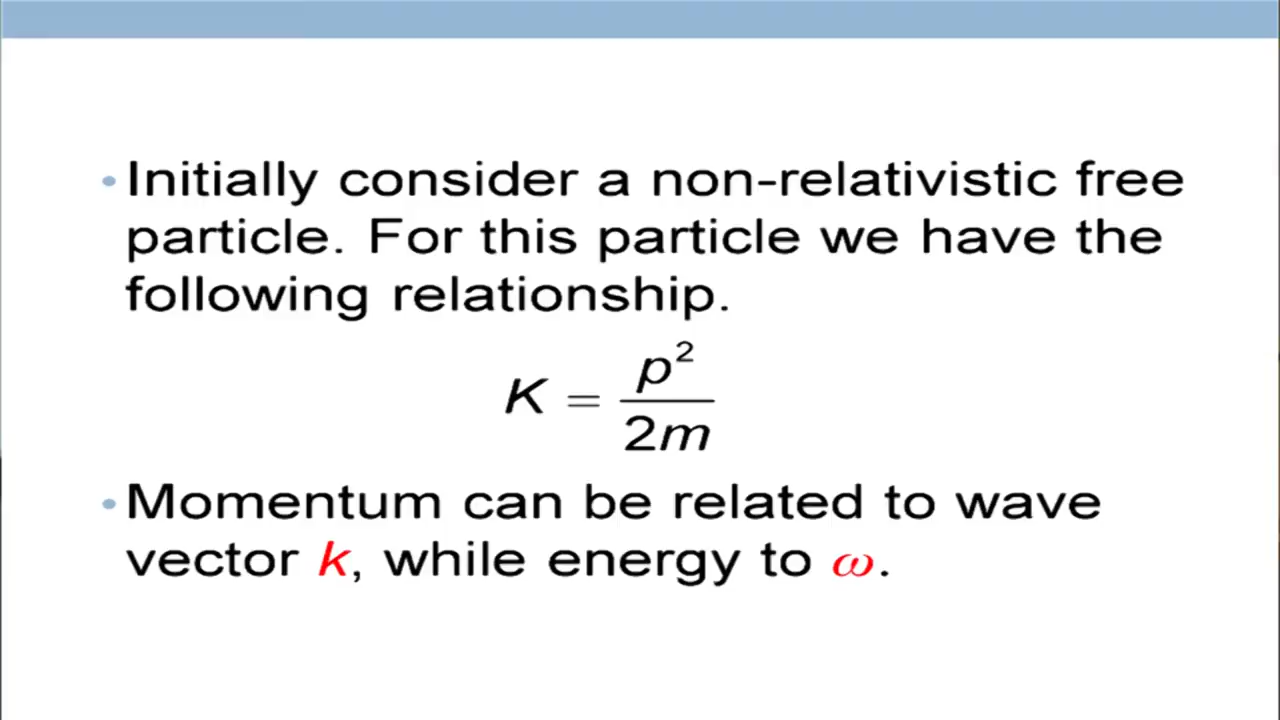 • Initially consider a non-relativistic free
particle. For this particle we have the
following relationship.
K = p²/2m
• Momentum can be related to wave
vector k, while energy to ω.